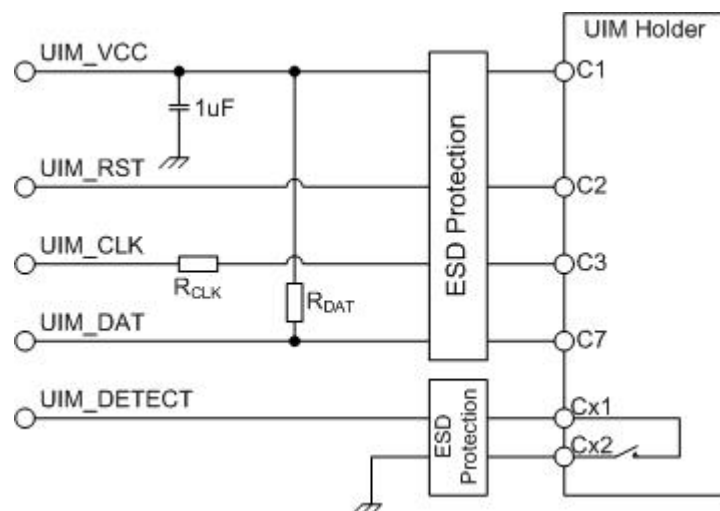 UIM Holder
UIM_VCC
C1
1uF
UIM_RST
C2
UIM_CLK
C3
RCLK
RDAT
UIM_DAT
C7
ESD Protection
UIM_DETECT
Cx1
Cx2
ESD
Protection